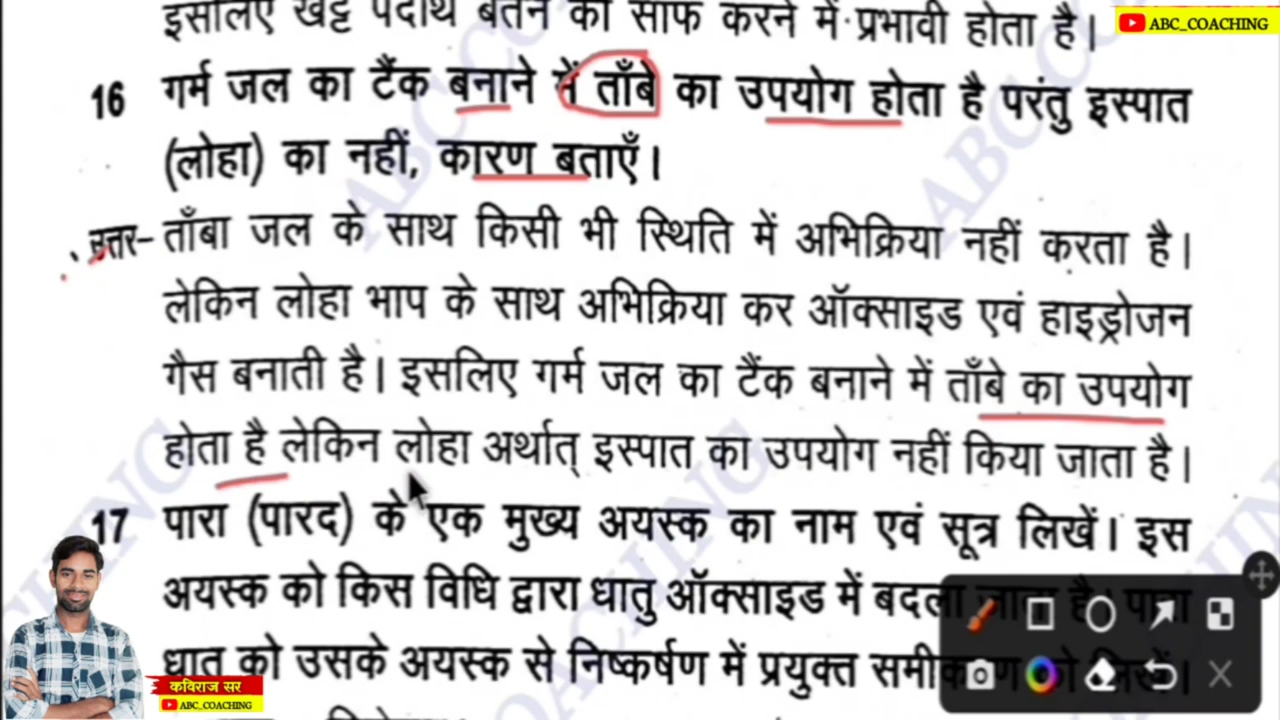 इसलिए खट्टे पदार्थ बर्तन को साफ करने में प्रभावी होता है।
ABC_COACHING
16 गर्म जल का टैंक बनाने में ताँबे का उपयोग होता है परंतु इस्पात
(लोहा) का नहीं, कारण बताएँ।
उत्तर– ताँबा जल के साथ किसी भी स्थिति में अभिक्रिया नहीं करता है।
लेकिन लोहा भाप के साथ अभिक्रिया कर ऑक्साइड एवं हाइड्रोजन
गैस बनाती है। इसलिए गर्म जल का टैंक बनाने में ताँबे का उपयोग
होता है लेकिन लोहा अर्थात् इस्पात का उपयोग नहीं किया जाता है।
17 पारा (पारद) के एक मुख्य अयस्क का नाम एवं सूत्र लिखें। इस
अयस्क को किस विधि द्वारा धातु ऑक्साइड में बदला जाता है। पारा
धातु को उसके अयस्क से निष्कर्षण में प्रयुक्त समीकरण को लिखें।
कविराज सर
ABC_COACHING